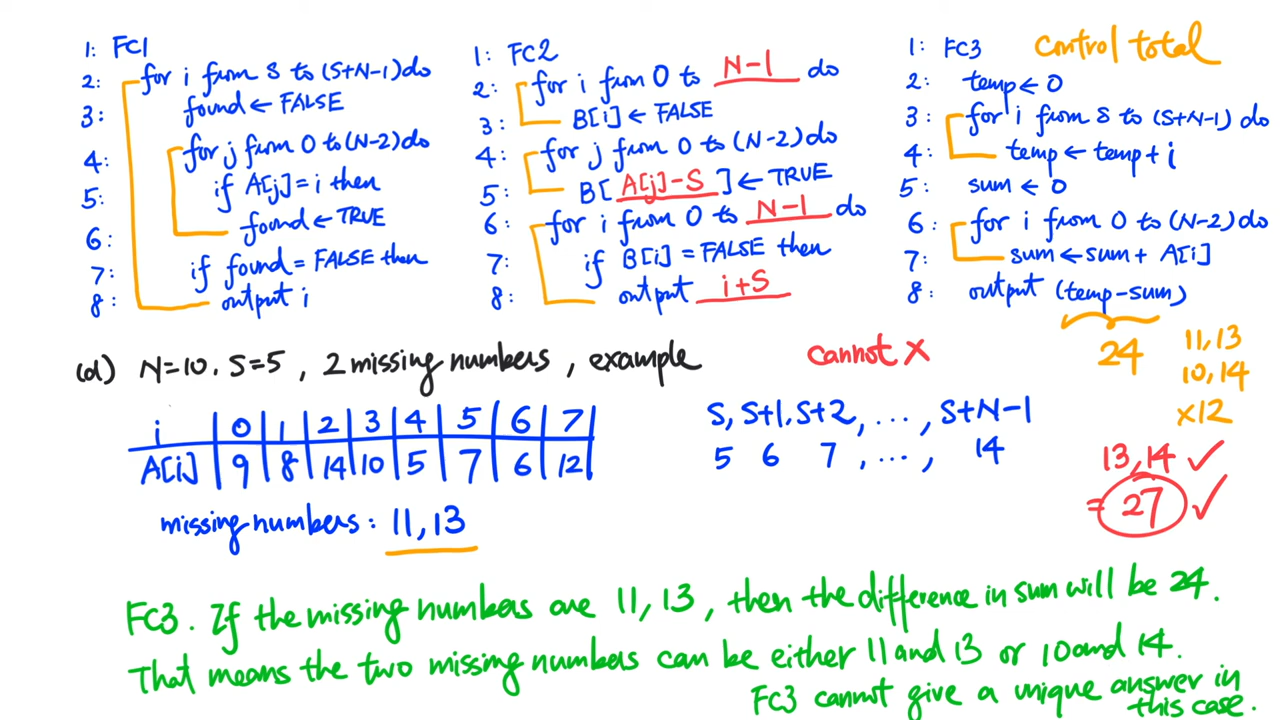 1: FC1
2: for i from S to (S+N-1) do
3: found ← FALSE
4: for j from 0 to (N-2) do
5: if A[j] = i then
6: found ← TRUE
7: if found = FALSE then
8: output i
1: FC2
2: for i from 0 to N-1 do
3: B[i] ← FALSE
4: for j from 0 to (N-2) do
5: B[ A[j]-S ] ← TRUE
6: for i from 0 to N-1 do
7: if B[i] = FALSE then
8: output i+S
1: FC3 control total
2: temp ← 0
3: for i from S to (S+N-1) do
4: temp ← temp + i
5: sum ← 0
6: for i from 0 to (N-2) do
7: sum ← sum + A[i]
8: output (temp-sum)
24
11, 13
10, 14
x12
13, 14 ✓
= 27 ✓
(d) N=10. S=5 , 2 missing numbers , example
cannot X
i 0 1 2 3 4 5 6 7
A[i] 9 8 14 10 5 7 6 12
S, S+1, S+2, ..., S+N-1
5 6 7 , ..., 14
missing numbers : 11, 13
FC3. If the missing numbers are 11, 13 , then the difference in sum will be 24.
That means the two missing numbers can be either 11 and 13 or 10 and 14.
FC3 cannot give a unique answer in
this case.